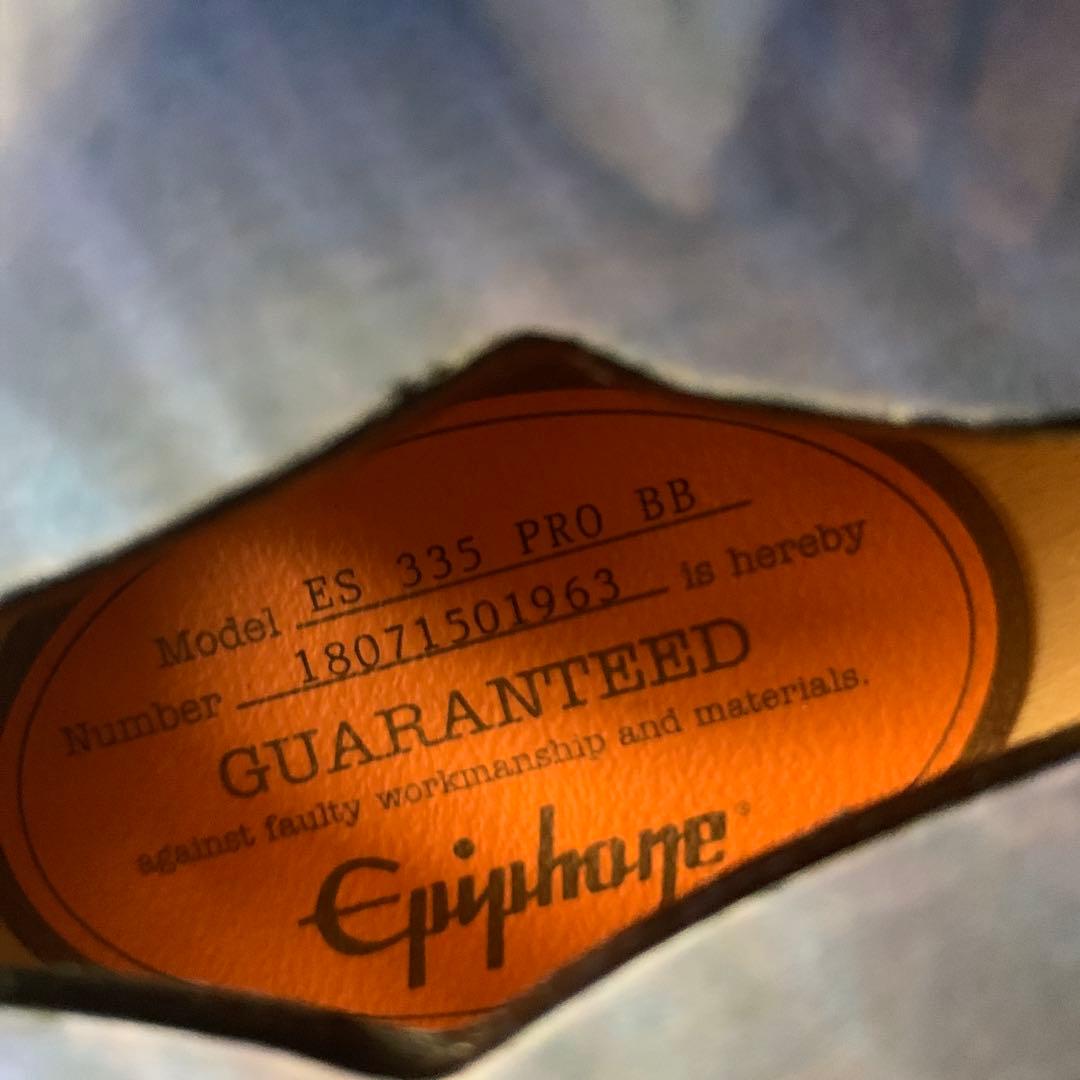 Model ES 335 PRO BB
Number 18071501963 is hereby
GUARANTEED
against faulty workmanship and materials.
Epiphone®